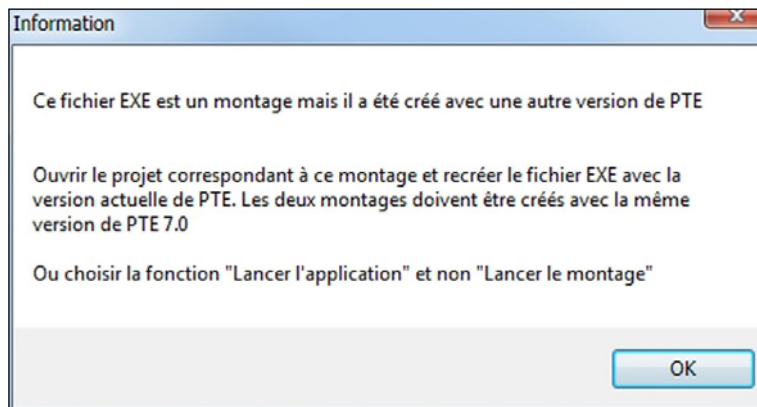 Information
Ce fichier EXE est un montage mais il a été créé avec une autre version de PTE
Ouvrir le projet correspondant à ce montage et recréer le fichier EXE avec la
version actuelle de PTE. Les deux montages doivent être créés avec la même
version de PTE 7.0
Ou choisir la fonction "Lancer l'application" et non "Lancer le montage"
OK